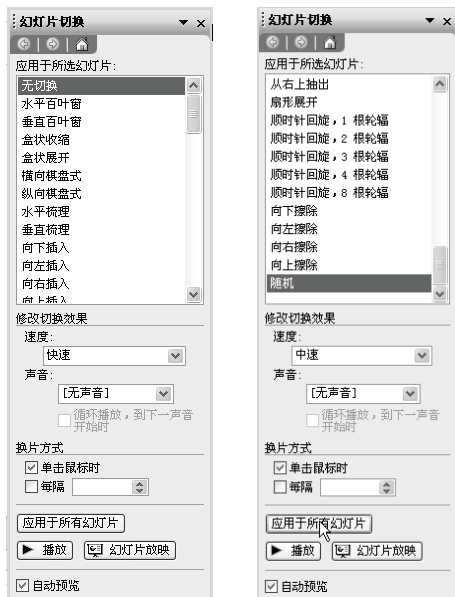 幻灯片切换
应用于所选幻灯片:
无切换
水平百叶窗
垂直百叶窗
盒状收缩
盒状展开
横向棋盘式
纵向棋盘式
水平梳理
垂直梳理
向下插入
向左插入
向右插入
向上插入
修改切换效果
速度:
快速
声音:
[无声音]
循环播放，到下一声音
开始时
换片方式
单击鼠标时
每隔
应用于所有幻灯片
播放
幻灯片放映
自动预览
幻灯片切换
应用于所选幻灯片:
从右上抽出
扇形展开
顺时针回旋，1 根轮辐
顺时针回旋，2 根轮辐
顺时针回旋，3 根轮辐
顺时针回旋，4 根轮辐
顺时针回旋，8 根轮辐
向下擦除
向左擦除
向右擦除
向上擦除
随机
修改切换效果
速度:
中速
声音:
[无声音]
循环播放，到下一声音
开始时
换片方式
单击鼠标时
每隔
应用于所有幻灯片
播放
幻灯片放映
自动预览